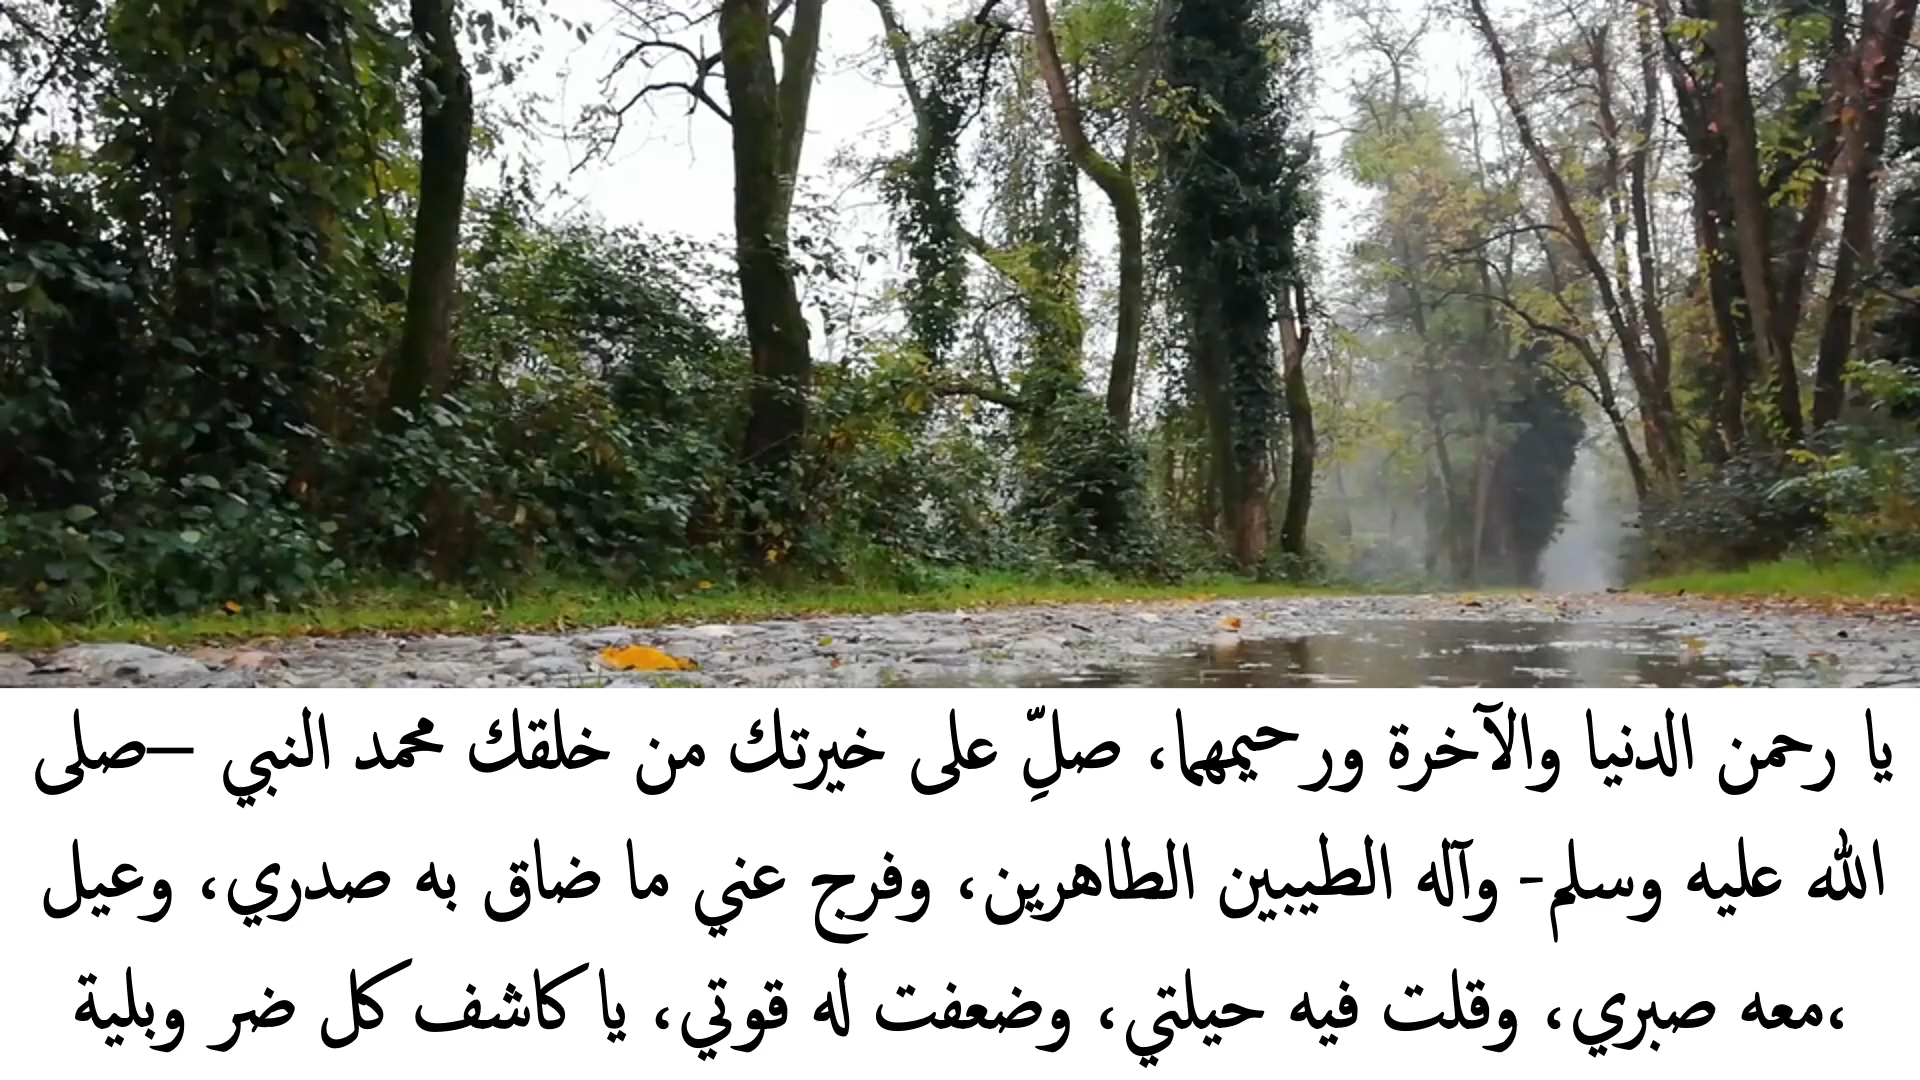 يا رحمن الدنيا والآخرة ورحيمهما، صلِّ على خيرتك من خلقك محمد النبي –صلى
الله عليه وسلم- وآله الطيبين الطاهرين، وفرج عني ما ضاق به صدري، وعيل
،معه صبري، وقلت فيه حيلتي، وضعفت له قوتي، يا كاشف كل ضر وبلية